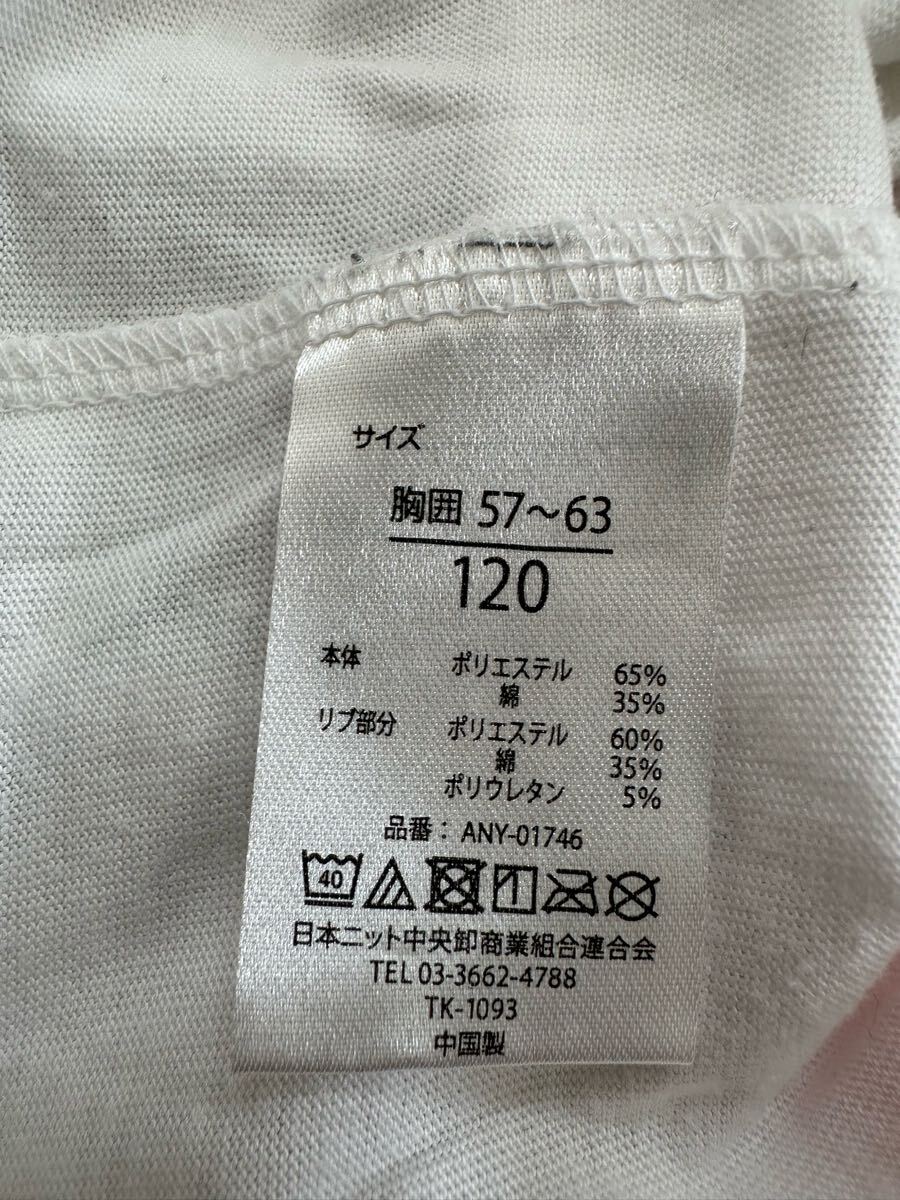 サイズ
胸囲 57〜63
120
本体 ポリエステル 65%
綿 35%
リブ部分 ポリエステル 60%
綿 35%
ポリウレタン 5%
品番：ANY-01746
40
日本ニット中央卸商業組合連合会
TEL 03-3662-4788
TK-1093
中国製